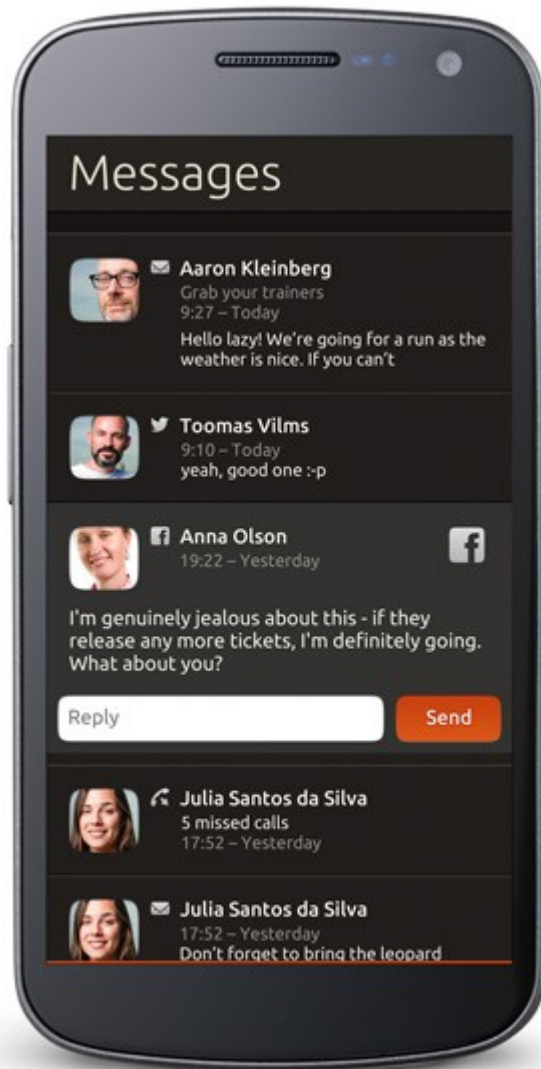 Messages
Aaron Kleinberg
Grab your trainers
9:27 – Today
Hello lazy! We're going for a run as the
weather is nice. If you can't
Toomas Vilms
9:10 – Today
yeah, good one :-p
Anna Olson
19:22 – Yesterday
I'm genuinely jealous about this - if they
release any more tickets, I'm definitely going.
What about you?
Reply
Send
Julia Santos da Silva
5 missed calls
17:52 – Yesterday
Julia Santos da Silva
17:52 – Yesterday
Don't forget to bring the leopard